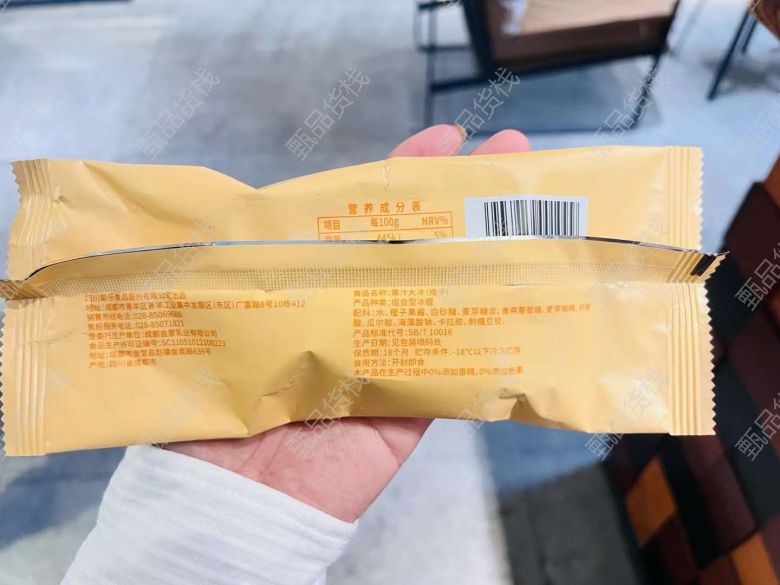 营养成分表
项目 每100g NRV%
445kJ 5%
四川蜀仔食品股份有限公司出品
地址:成都市青羊区青羊工业集中发展区(东区)广富路8号10栋412
销售热线电话:028-85069688
售后服务电话:028-85071821
受委托生产单位:成都金夏乳业有限公司
食品生产许可证编号:SC11051012100223
地址:成都市金堂县赵镇金泉路639号
产地:四川省成都市
食品名称:果汁大冰(橙子)
产品种类:组合型冰棍
配料:水、橙子果酱、白砂糖、麦芽糖浆、食用葡萄糖、麦芽糊精、柠檬
酸、瓜尔胶、海藻酸钠、卡拉胶、刺槐豆胶。
产品标准代号:SB/T 10016
生产日期:见包装喷码处
保质期:18个月 贮存条件:-18°C以下冷冻贮存
食用方法:开封即食
本产品在生产过程中0%添加香精,0%添加色素
甄品货栈